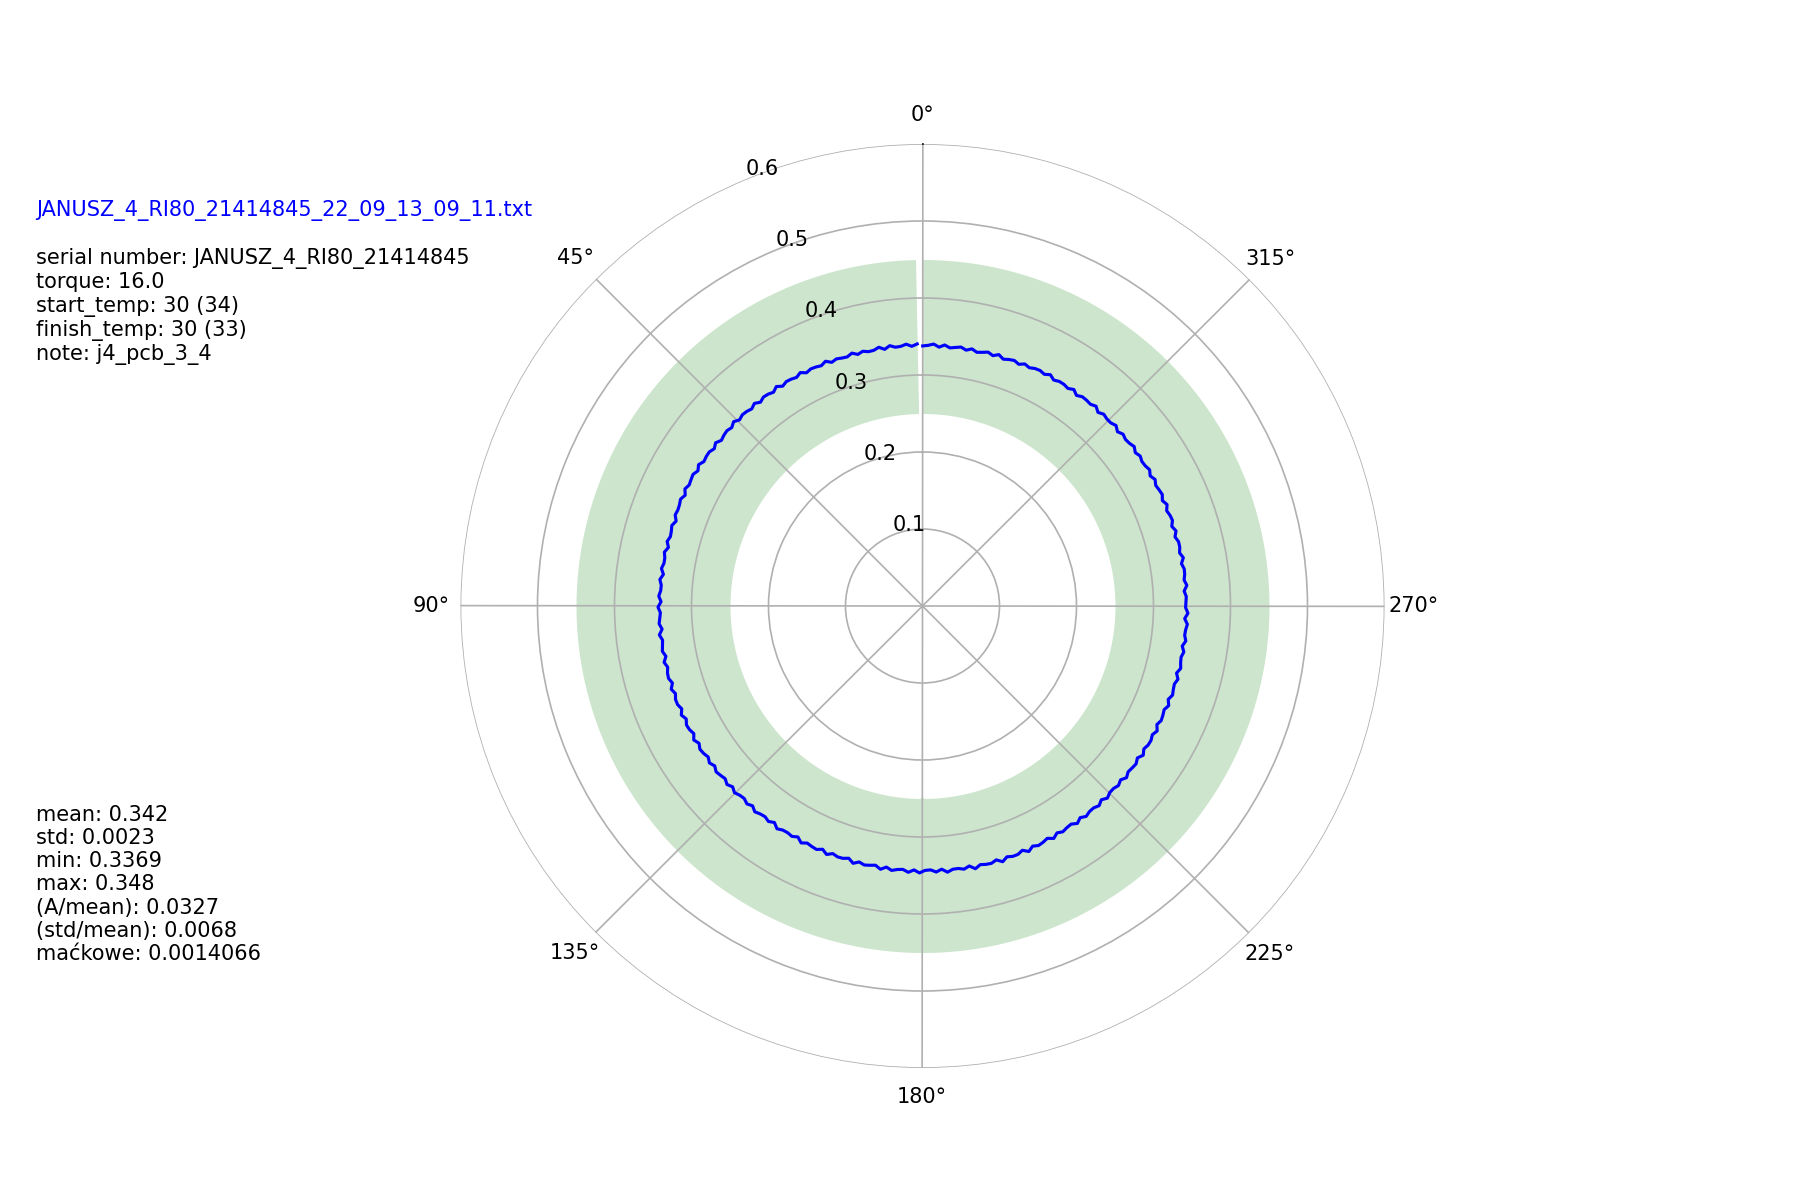 0°
0.6
JANUSZ_4_RI80_21414845_22_09_13_09_11.txt
0.5
serial number: JANUSZ_4_RI80_21414845
45°
315°
torque: 16.0
start_temp: 30 (34)
0.4
finish_temp: 30 (33)
note: j4_pcb_3_4
0.3
0.2
0.1
90°
270°
mean: 0.342
std: 0.0023
min: 0.3369
max: 0.348
(A/mean): 0.0327
(std/mean): 0.0068
maćkowe: 0.0014066
135°
225°
180°